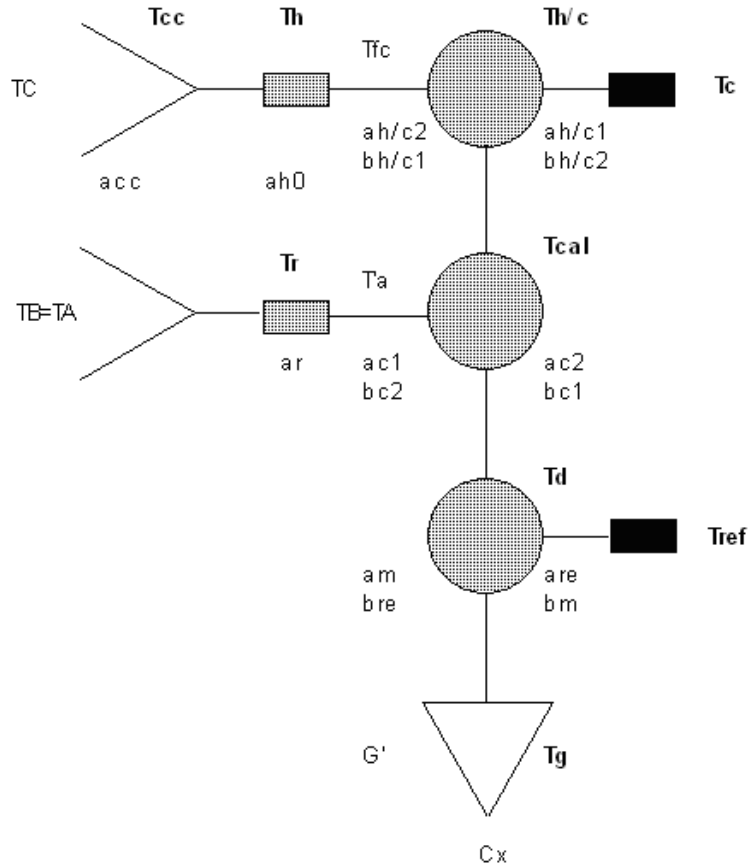 Tcc Th Th/c
Tfc
TC Tc
ah/c2 ah/c1
bh/c1 bh/c2
acc ah0
Tcal
Tr T'a
TB=TA
ar ac1 ac2
bc2 bc1
Td
Tref
am are
bre bm
G' Tg
Cx